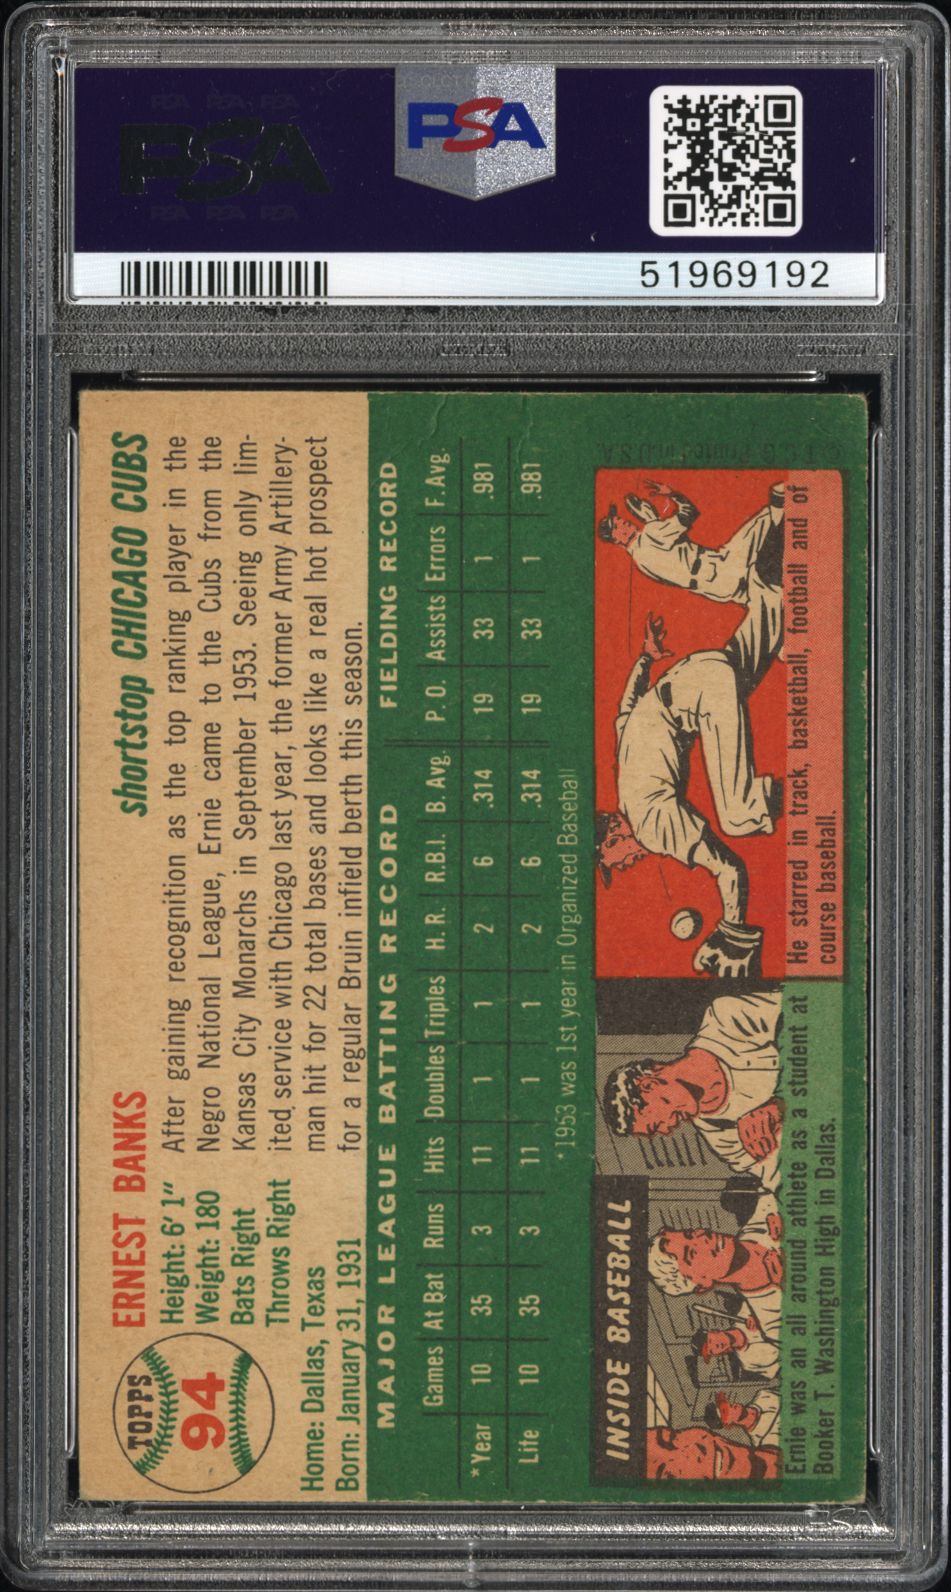 PSA
PSA
51969192
TOPPS
94
ERNEST BANKS
shortstop CHICAGO CUBS
Height: 6' 1"
Weight: 180
Bats Right
Throws Right
Home: Dallas, Texas
Born: January 31, 1931
After gaining recognition as the top ranking player in the
Negro National League, Ernie came to the Cubs from the
Kansas City Monarchs in September 1953. Seeing only lim-
ited service with Chicago last year, the former Army Artillery-
man hit for 22 total bases and looks like a real hot prospect
for a regular Bruin infield berth this season.
MAJOR LEAGUE BATTING RECORD FIELDING RECORD
Games At Bat Runs Hits Doubles Triples H. R. R.B.I. B. Avg. P. O. Assists Errors F. Avg.
*Year 10 35 3 11 1 1 2 6 .314 19 33 1 .981
Life 10 35 3 11 1 1 2 6 .314 19 33 1 .981
*1953 was 1st year in Organized Baseball
INSIDE BASEBALL
Ernie was an all around athlete as a student at
Booker T. Washington High in Dallas.
He starred in track, basketball, football and of
course baseball.
© T. C. G. Printed in U.S.A.